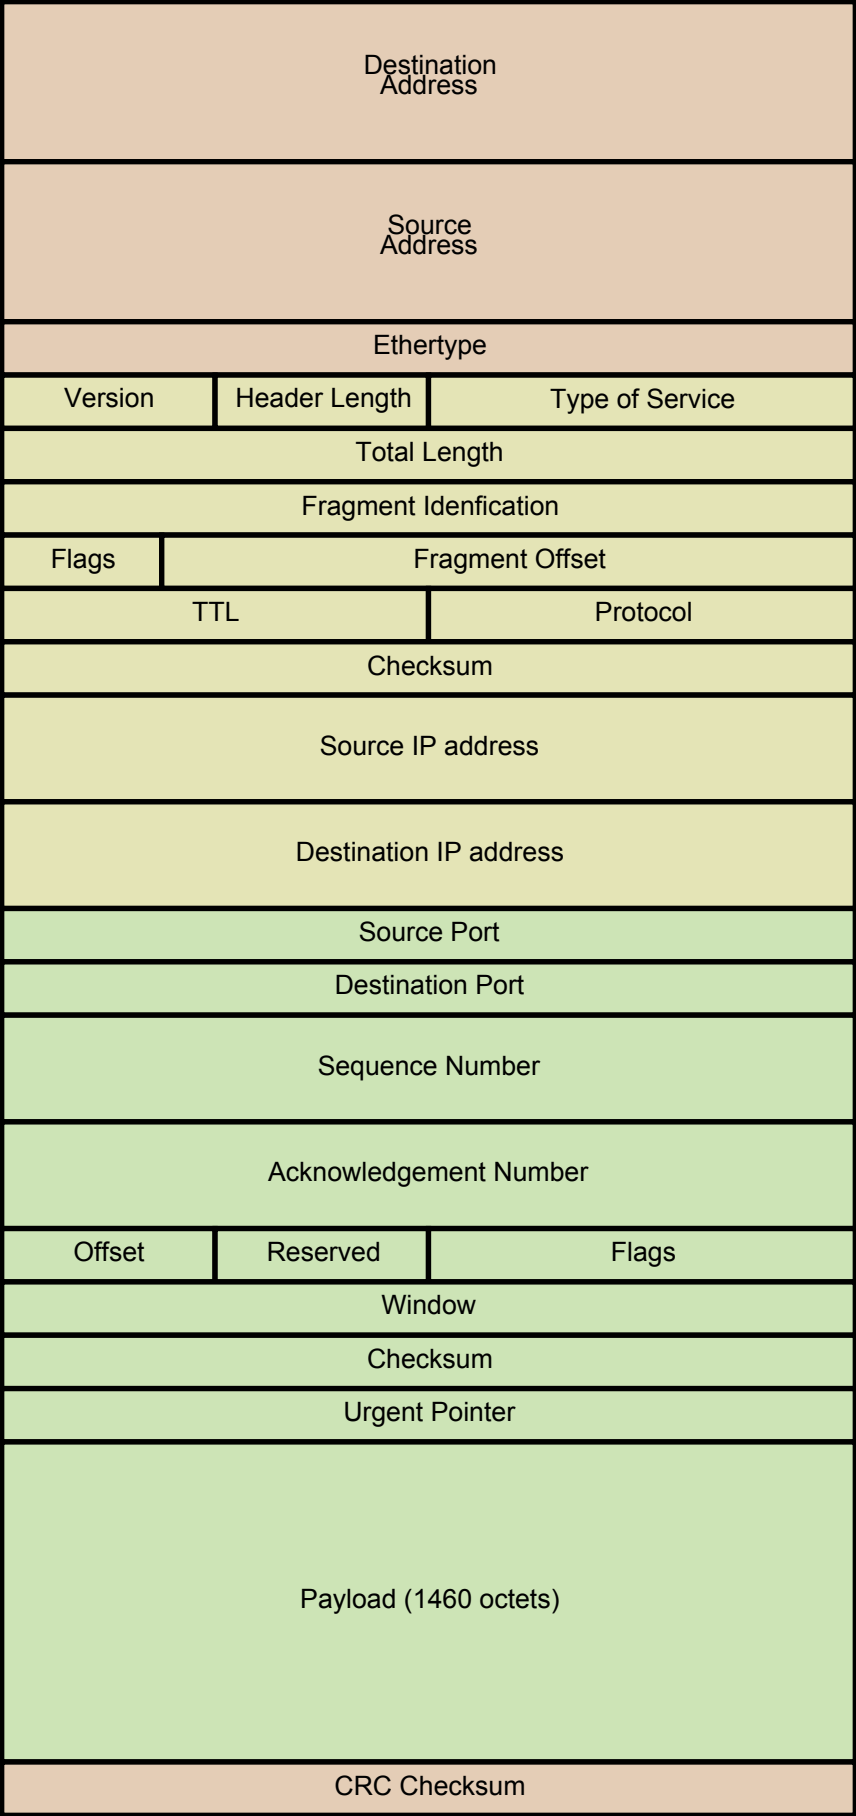 Destination
Address
Source
Address
Ethertype
Version Header Length Type of Service
Total Length
Fragment Idenfication
Flags Fragment Offset
TTL Protocol
Checksum
Source IP address
Destination IP address
Source Port
Destination Port
Sequence Number
Acknowledgement Number
Offset Reserved Flags
Window
Checksum
Urgent Pointer
Payload (1460 octets)
CRC Checksum